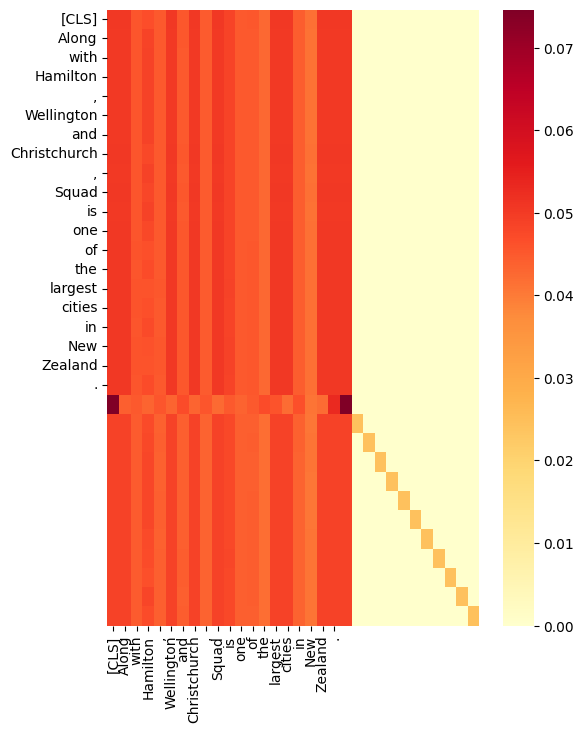 [CLS]
Along
with
Hamilton
,
Wellington
and
Christchurch
,
Squad
is
one
of
the
largest
cities
in
New
Zealand
.
0.07
0.06
0.05
0.04
0.03
0.02
0.01
0.00
[CLS]
Along
with
Hamilton
,
Wellington
and
Christchurch
,
Squad
is
one
of
the
largest
cities
in
New
Zealand
.